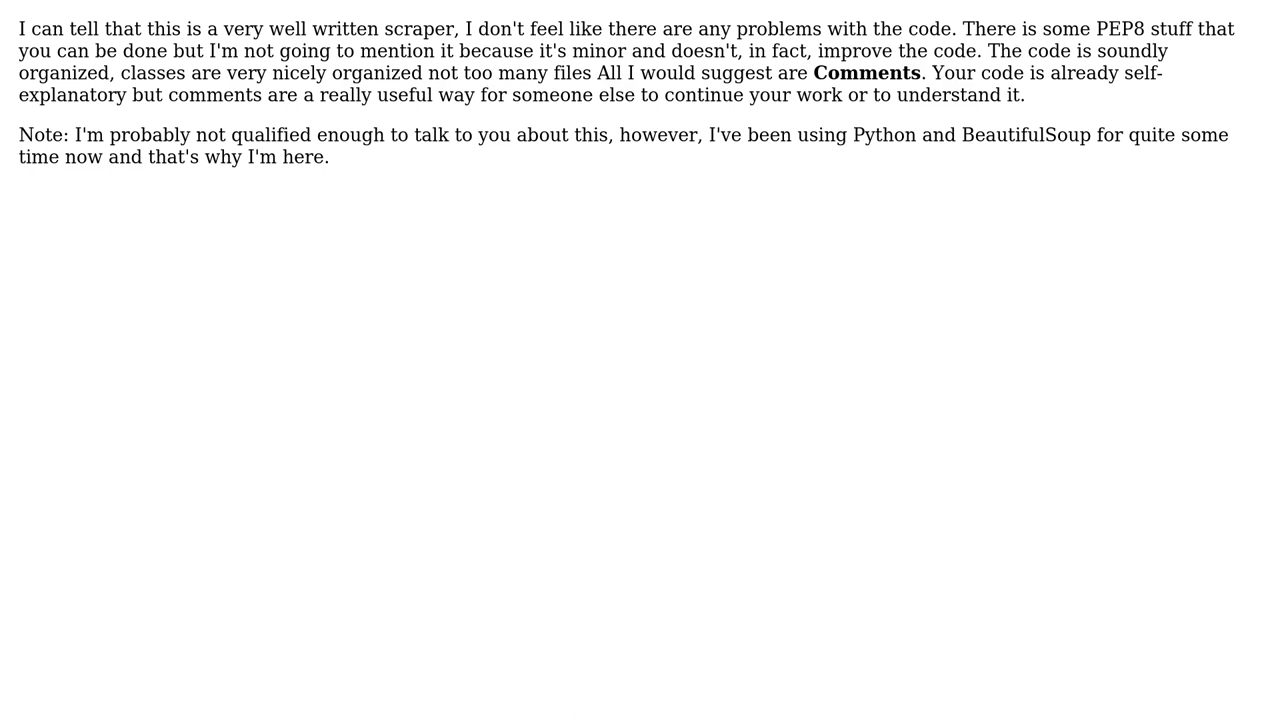 I can tell that this is a very well written scraper, I don't feel like there are any problems with the code. There is some PEP8 stuff that
you can be done but I'm not going to mention it because it's minor and doesn't, in fact, improve the code. The code is soundly
organized, classes are very nicely organized not too many files All I would suggest are Comments. Your code is already self-
explanatory but comments are a really useful way for someone else to continue your work or to understand it.
Note: I'm probably not qualified enough to talk to you about this, however, I've been using Python and BeautifulSoup for quite some
time now and that's why I'm here.